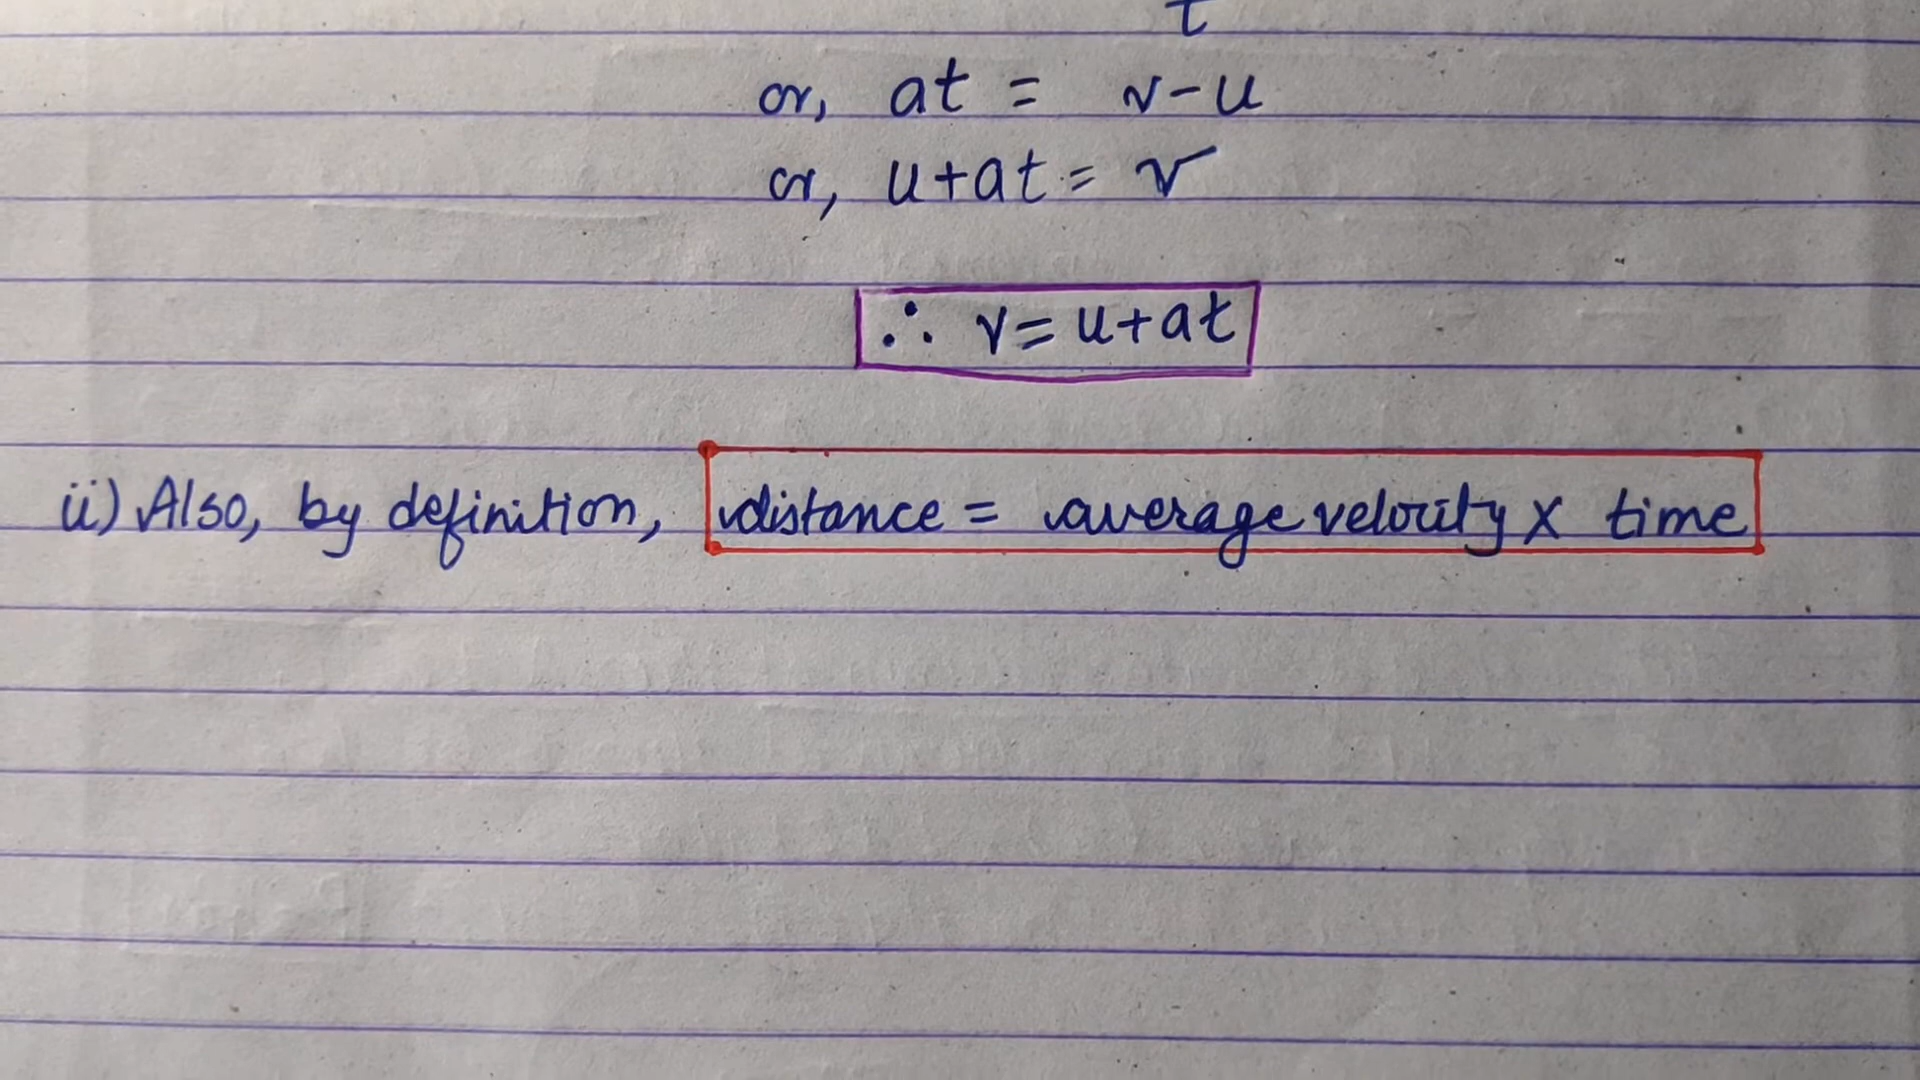 t
or, at = v-u
or, u+at = v
∴ v = u+at
ii) Also, by definition, distance = average velocity x time